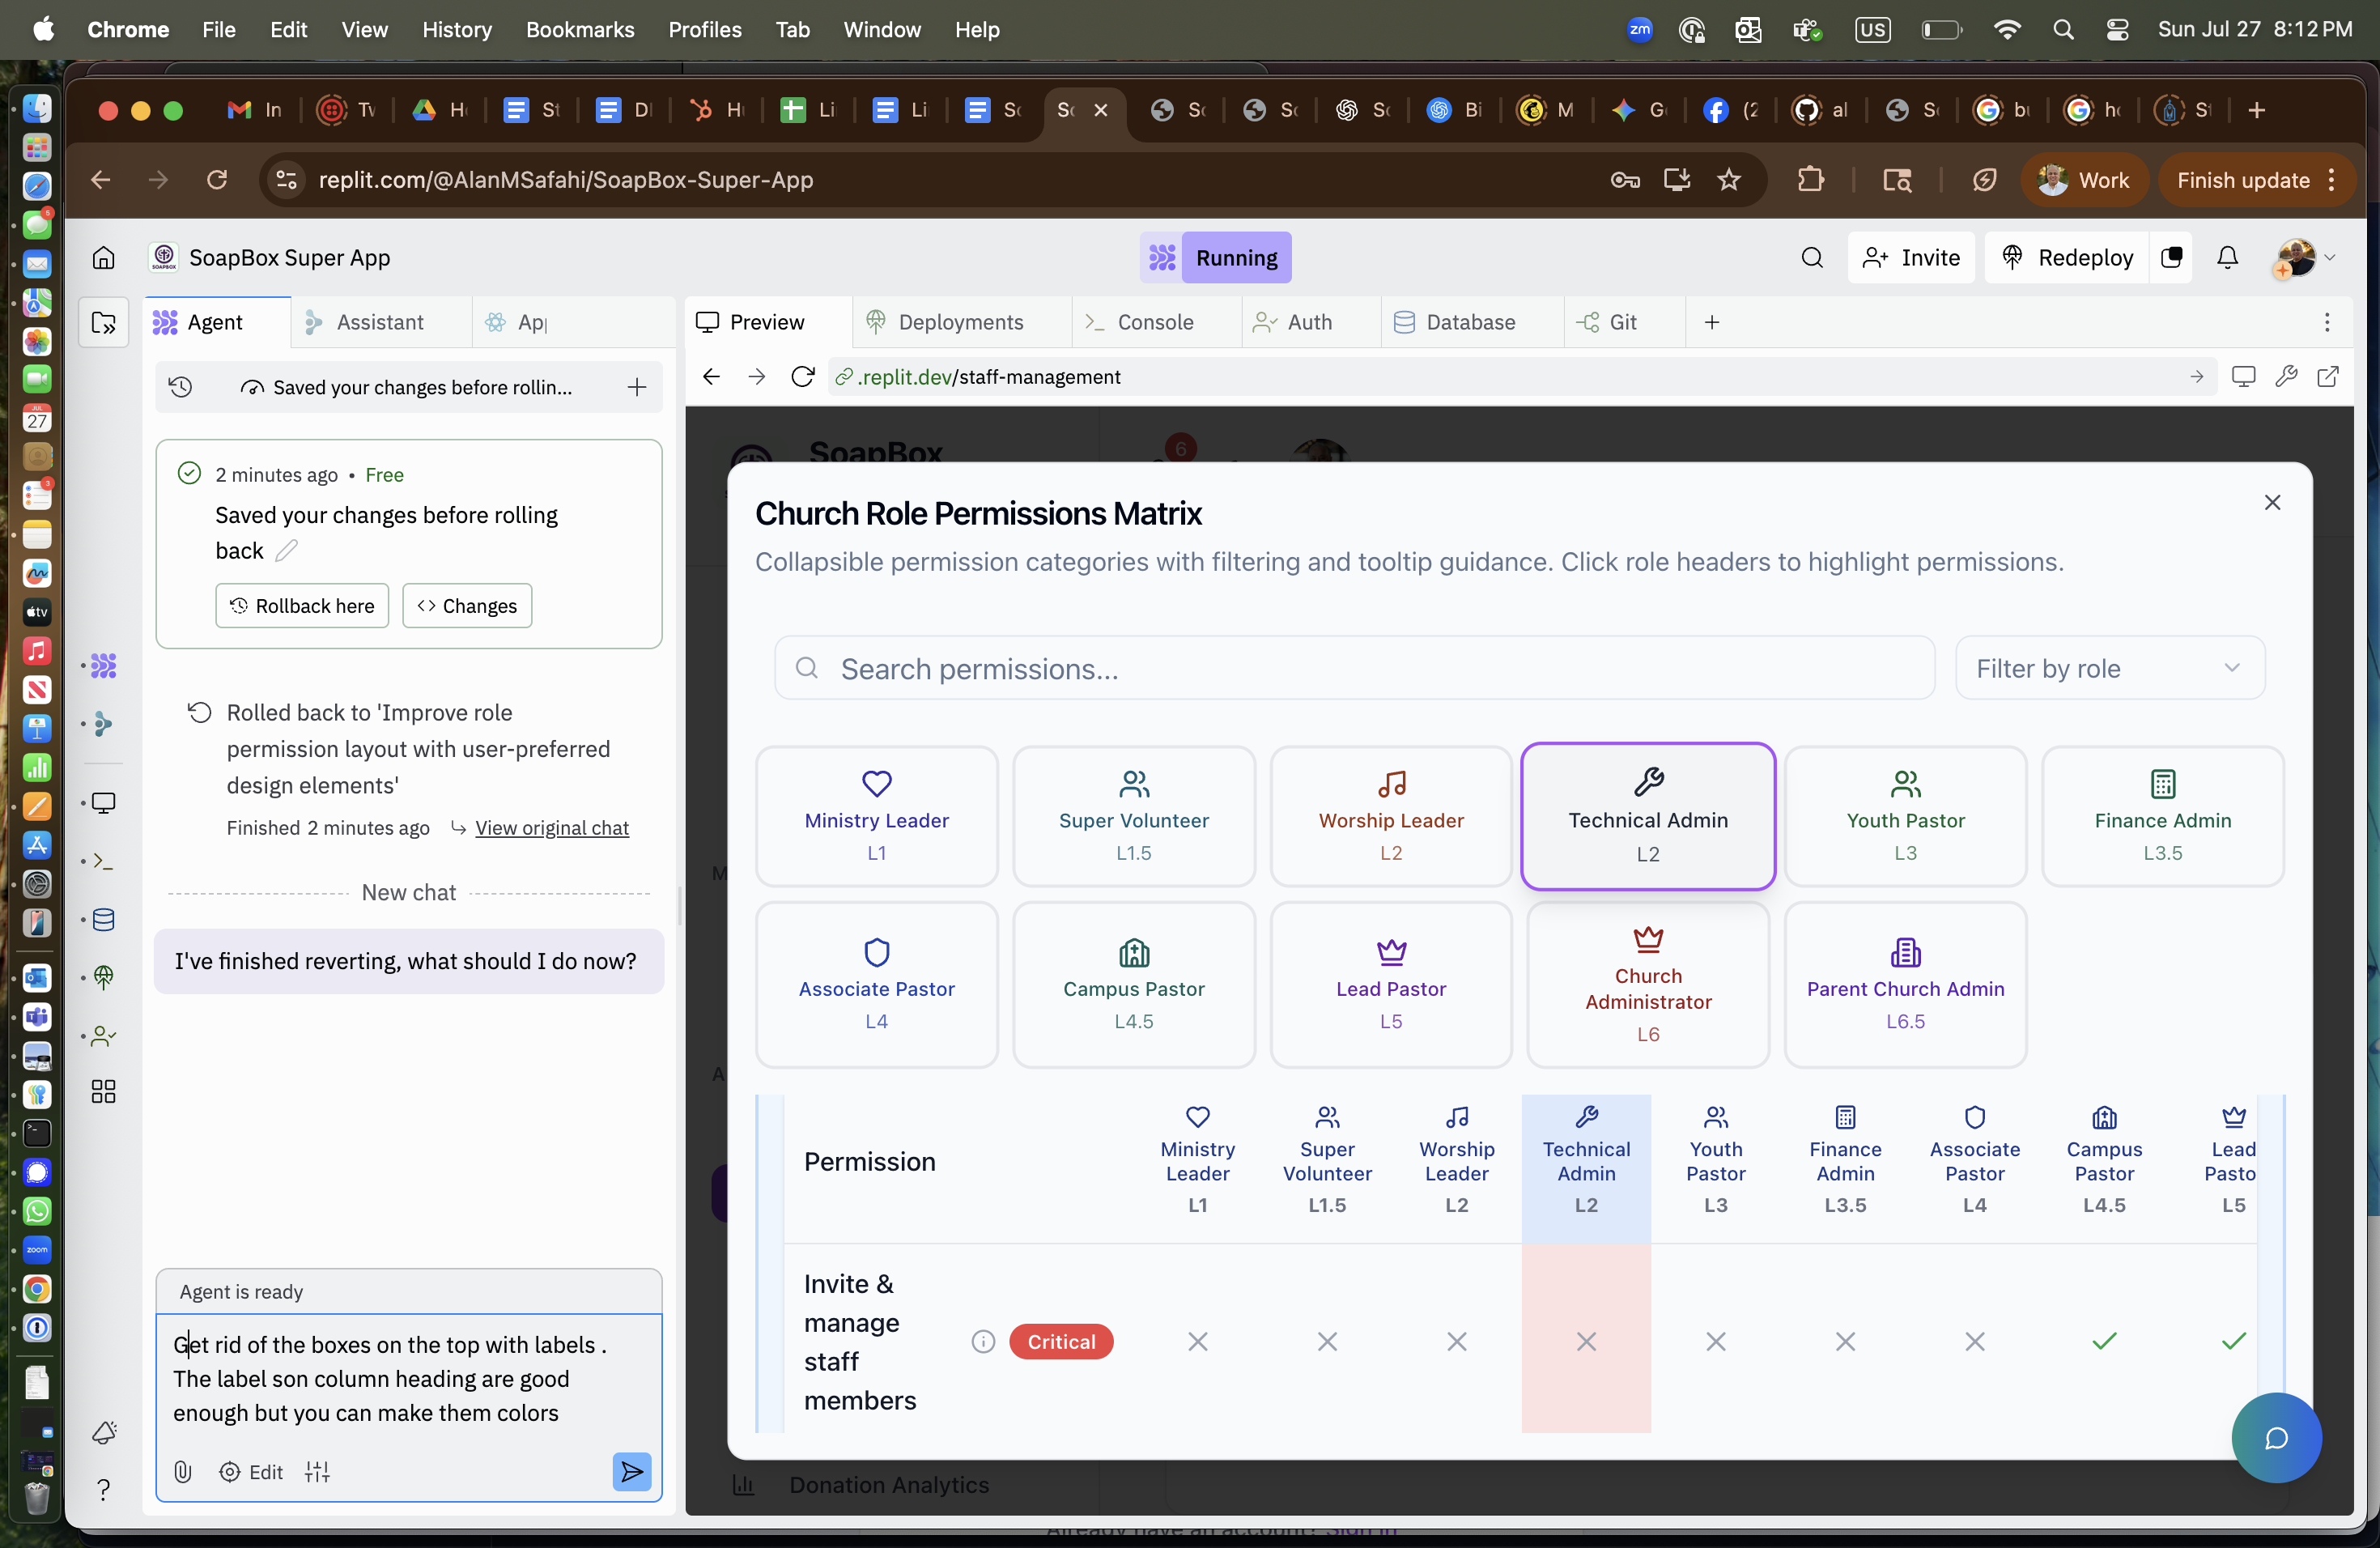 Chrome File Edit View History Bookmarks Profiles Tab Window Help
zm US Sun Jul 27 8:12 PM
In Tw H St Dl Hu Li Li Sc Sc Sc Sc Sc Bi M G (2 al Sc bu ho St
replit.com/@AlanMSafahi/SoapBox-Super-App
Work
Finish update
SoapBox Super App
Running
Invite
Redeploy
Agent
Assistant
Preview
Deployments
Console
Auth
Database
Git
Saved your changes before rollin...
.replit.dev/staff-management
2 minutes ago • Free
Saved your changes before rolling
back
Rollback here
Changes
Rolled back to 'Improve role
permission layout with user-preferred
design elements'
Finished 2 minutes ago
View original chat
New chat
I've finished reverting, what should I do now?
Agent is ready
Get rid of the boxes on the top with labels .
The label son column heading are good
enough but you can make them colors
Edit
SoapBox
6
Church Role Permissions Matrix
Collapsible permission categories with filtering and tooltip guidance. Click role headers to highlight permissions.
Search permissions...
Filter by role
Ministry Leader
L1
Super Volunteer
L1.5
Worship Leader
L2
Technical Admin
L2
Youth Pastor
L3
Finance Admin
L3.5
Associate Pastor
L4
Campus Pastor
L4.5
Lead Pastor
L5
Church
Administrator
L6
Parent Church Admin
L6.5
Permission
Ministry
Leader
L1
Super
Volunteer
L1.5
Worship
Leader
L2
Technical
Admin
L2
Youth
Pastor
L3
Finance
Admin
L3.5
Associate
Pastor
L4
Campus
Pastor
L4.5
Lead
Pasto
L5
Invite &
manage
staff
members
Critical
Donation Analytics
JUL
27
tv
zoom